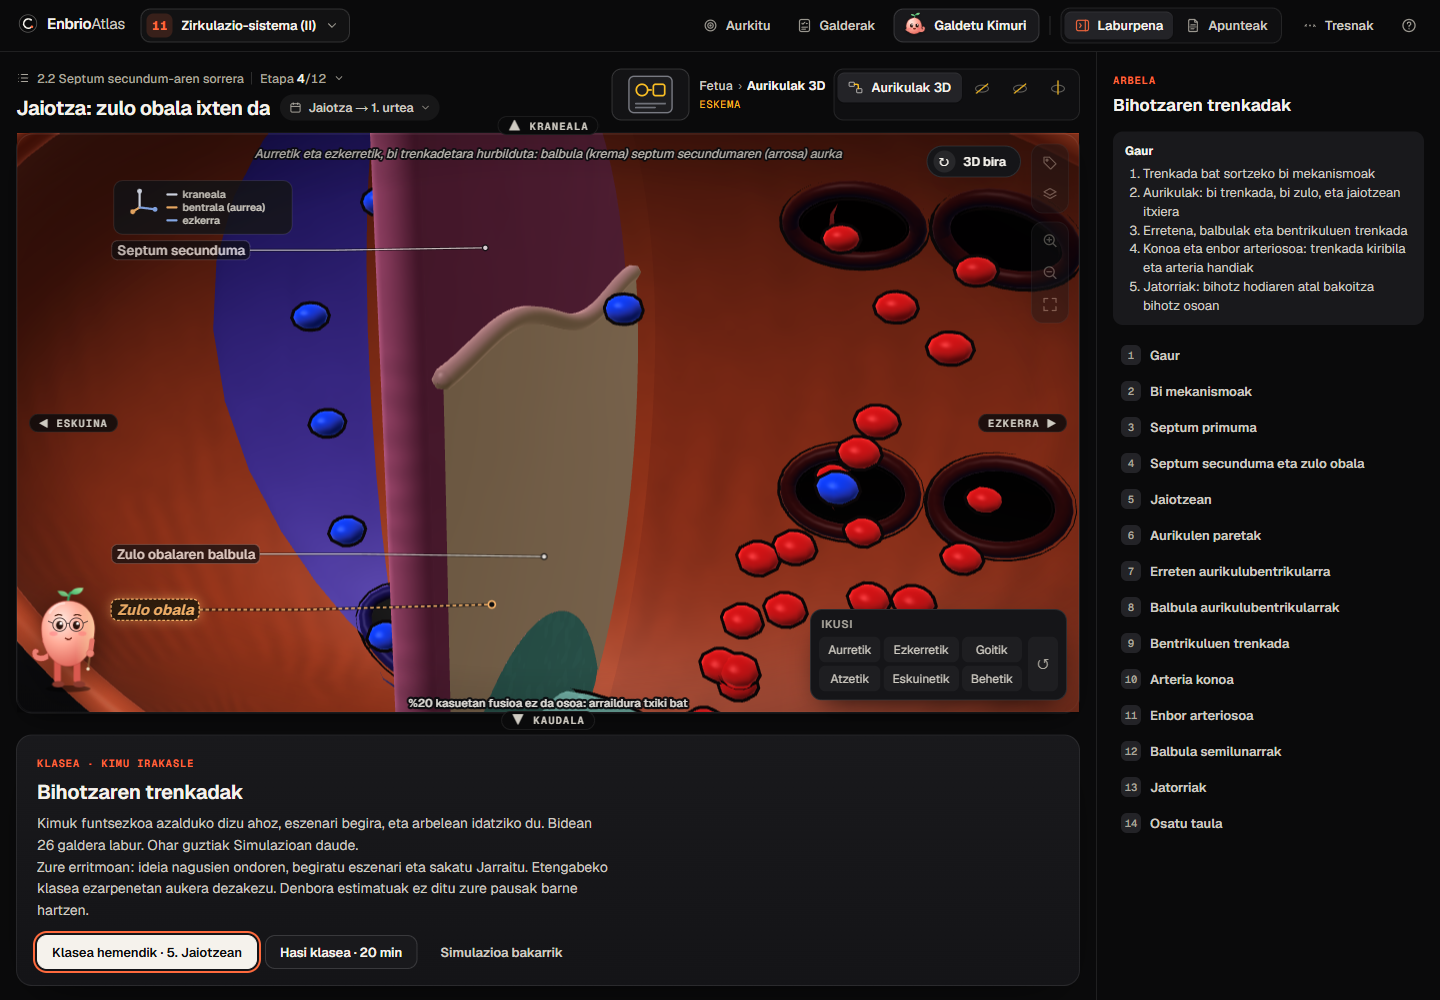 EnbrioAtlas
11 Zirkulazio-sistema (II)
Aurkitu
Galderak
Galdetu Kimuri
Laburpena
Apunteak
Tresnak
2.2 Septum secundum-aren sorrera
Etapa 4/12
Jaiotza: zulo obala ixten da
Jaiotza → 1. urtea
Fetua › Aurikulak 3D
ESKEMA
Aurikulak 3D
▲ KRANEALA
Aurretik eta ezkerretik, bi trenkadetara hurbilduta: balbula (krema) septum secundumaren (arrosa) aurka
↻ 3D bira
kraneala
bentrala (aurrea)
ezkerra
Septum secunduma
◀ ESKUINA
EZKERRA ▶
Zulo obalaren balbula
Zulo obala
IKUSI
Aurretik
Ezkerretik
Goitik
Atzetik
Eskuinetik
Behetik
↺
%20 kasuetan fusioa ez da osoa: arraildura txiki bat
▼ KAUDALA
KLASEA · KIMU IRAKASLE
Bihotzaren trenkadak
Kimuk funtsezkoa azalduko dizu ahoz, eszenari begira, eta arbelean idatziko du. Bidean
26 galdera labur. Ohar guztiak Simulazioan daude.
Zure erritmoan: ideia nagusien ondoren, begiratu eszenari eta sakatu Jarraitu. Etengabeko
klasea ezarpenetan aukera dezakezu. Denbora estimatuak ez ditu zure pausak barne
hartzen.
Klasea hemendik · 5. Jaiotzean
Hasi klasea · 20 min
Simulazioa bakarrik
ARBELA
Bihotzaren trenkadak
Gaur
1. Trenkada bat sortzeko bi mekanismoak
2. Aurikulak: bi trenkada, bi zulo, eta jaiotzean
itxiera
3. Erretena, balbulak eta bentrikuluen trenkada
4. Konoa eta enbor arteriosoa: trenkada kiribila
eta arteria handiak
5. Jatorriak: bihotz hodiaren atal bakoitza
bihotz osoan
1 Gaur
2 Bi mekanismoak
3 Septum primuma
4 Septum secunduma eta zulo obala
5 Jaiotzean
6 Aurikulen paretak
7 Erreten aurikulubentrikularra
8 Balbula aurikulubentrikularrak
9 Bentrikuluen trenkada
10 Arteria konoa
11 Enbor arteriosoa
12 Balbula semilunarrak
13 Jatorriak
14 Osatu taula